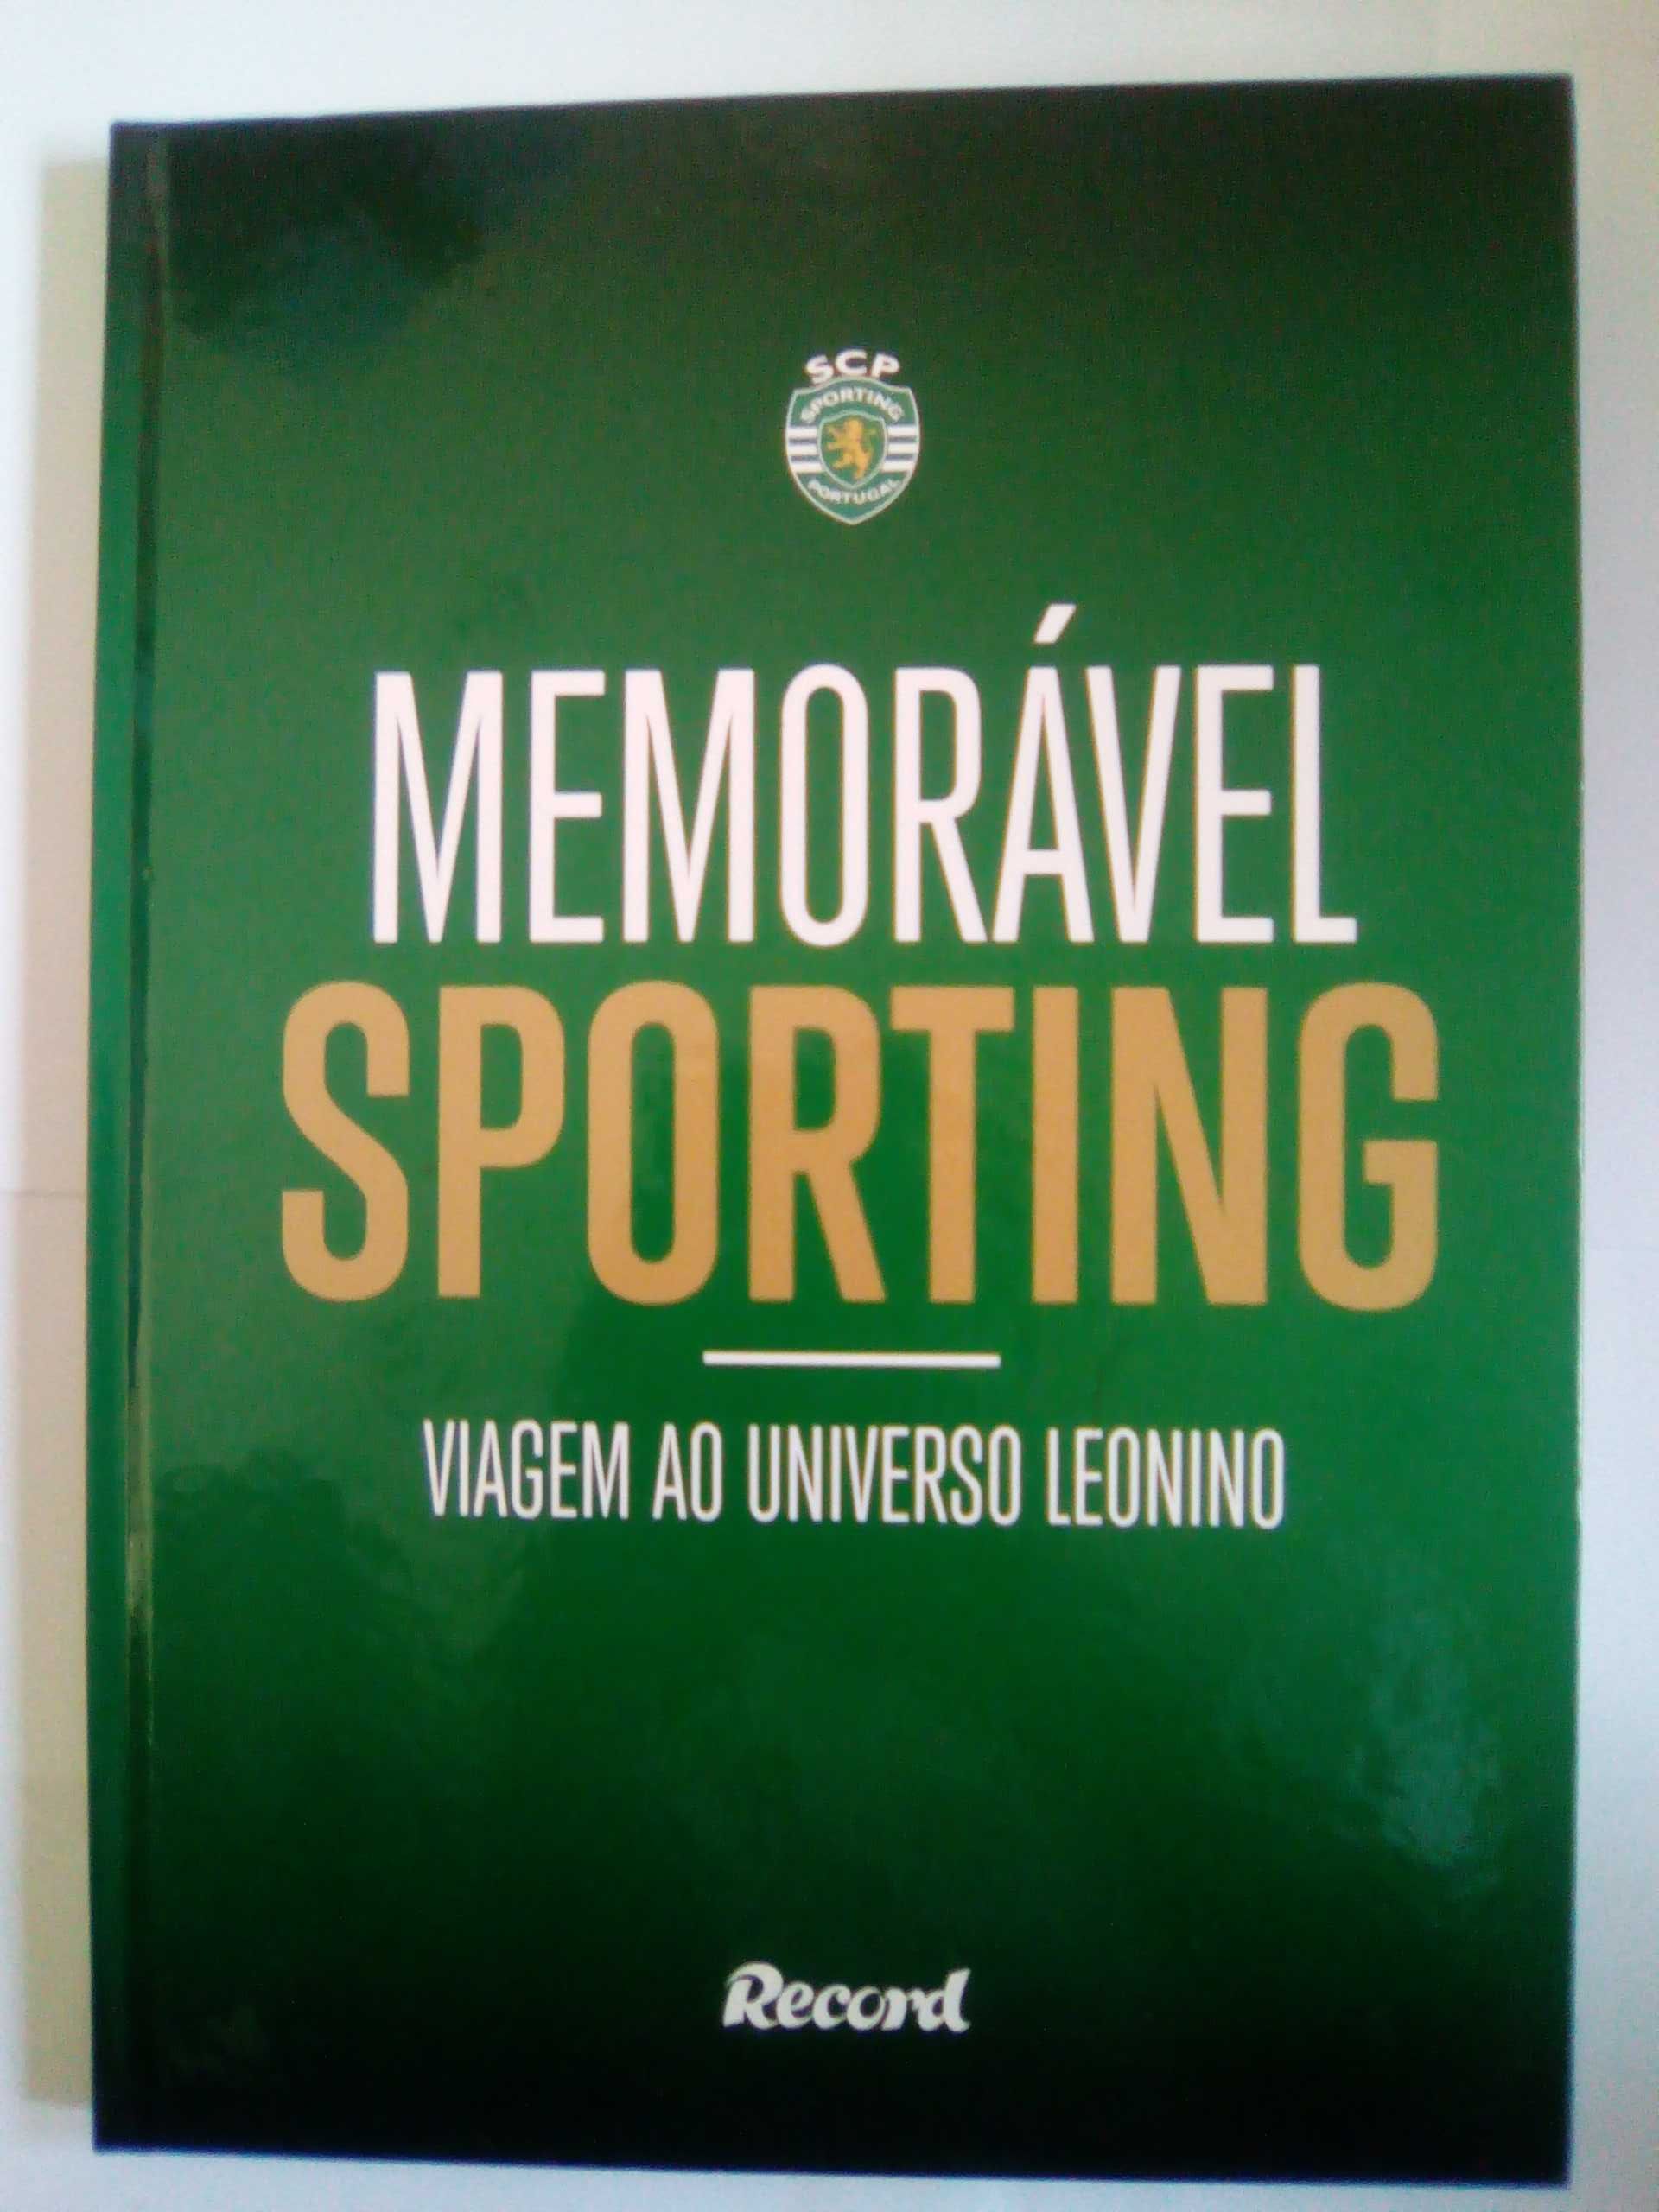 SCP
SPORTING
PORTUGAL
MEMORÁVEL
SPORTING
VIAGEM AO UNIVERSO LEONINO
Record